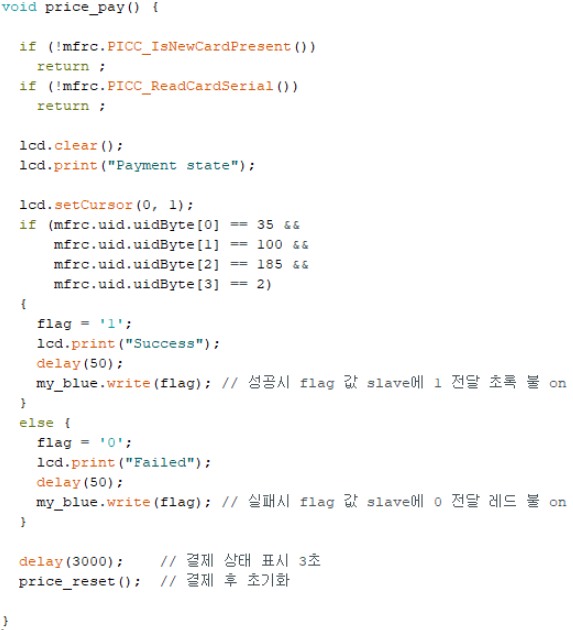 void price_pay() {
  if (!mfrc.PICC_IsNewCardPresent())
    return ;
  if (!mfrc.PICC_ReadCardSerial())
    return ;
  lcd.clear();
  lcd.print("Payment state");
  lcd.setCursor(0, 1);
  if (mfrc.uid.uidByte[0] == 35 &&
      mfrc.uid.uidByte[1] == 100 &&
      mfrc.uid.uidByte[2] == 185 &&
      mfrc.uid.uidByte[3] == 2)
  {
    flag = '1';
    lcd.print("Success");
    delay(50);
    my_blue.write(flag); // 성공시 flag 값 slave에 1 전달 초록 불 on
  }
  else {
    flag = '0';
    lcd.print("Failed");
    delay(50);
    my_blue.write(flag); // 실패시 flag 값 slave에 0 전달 레드 불 on
  }
  delay(3000);    // 결제 상태 표시 3초
  price_reset();  // 결제 후 초기화
}